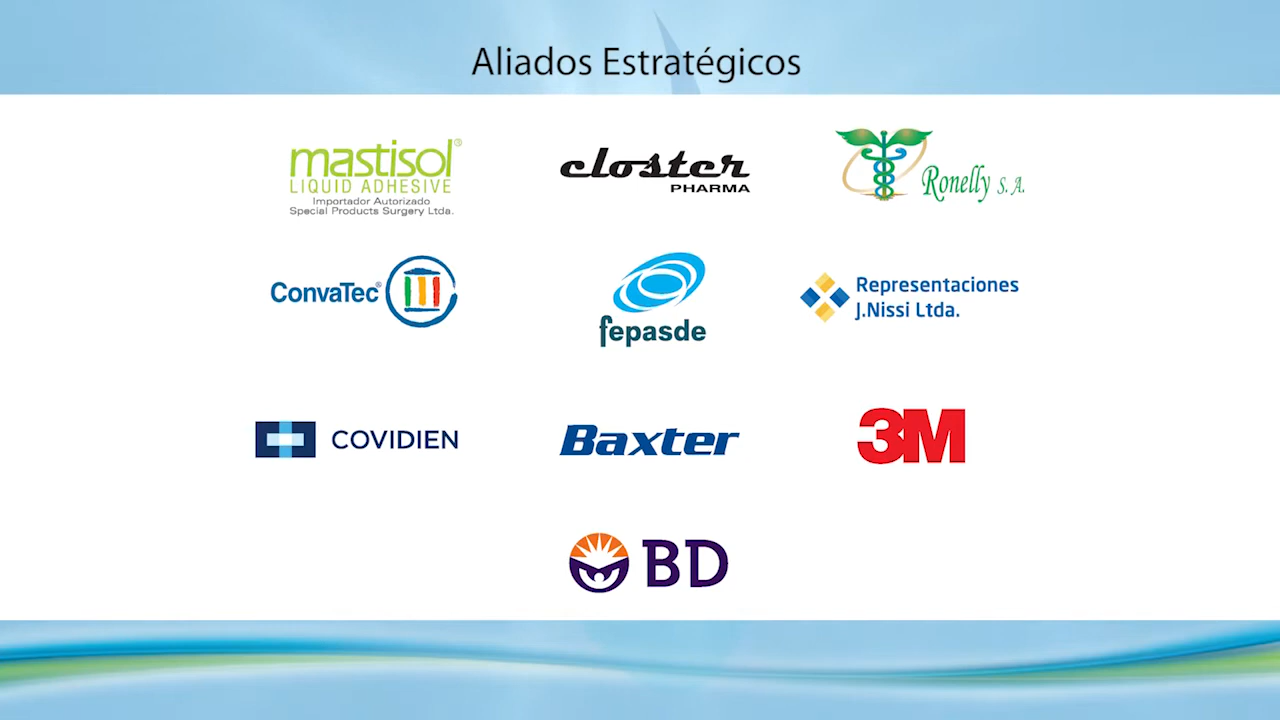 Aliados Estratégicos
mastisol®
LIQUID ADHESIVE
Importador Autorizado
Special Products Surgery Ltda.
closter
PHARMA
Ronelly S. A.
ConvaTec®
fepasde
Representaciones
J.Nissi Ltda.
COVIDIEN
Baxter
3M
BD